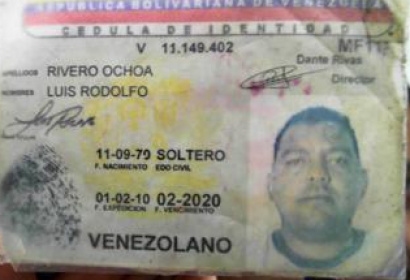 REPUBLICA BOLIVARIANA DE VENEZUELA
CEDULA DE IDENTIDAD
V 11.149.402 MF11
Dante Rivas
Director
APELLIDOS RIVERO OCHOA
NOMBRES LUIS RODOLFO
11-09-79 SOLTERO
F. NACIMIENTO EDO CIVIL
01-02-10 02-2020
F. EXPEDICION F. VENCIMIENTO
VENEZOLANO